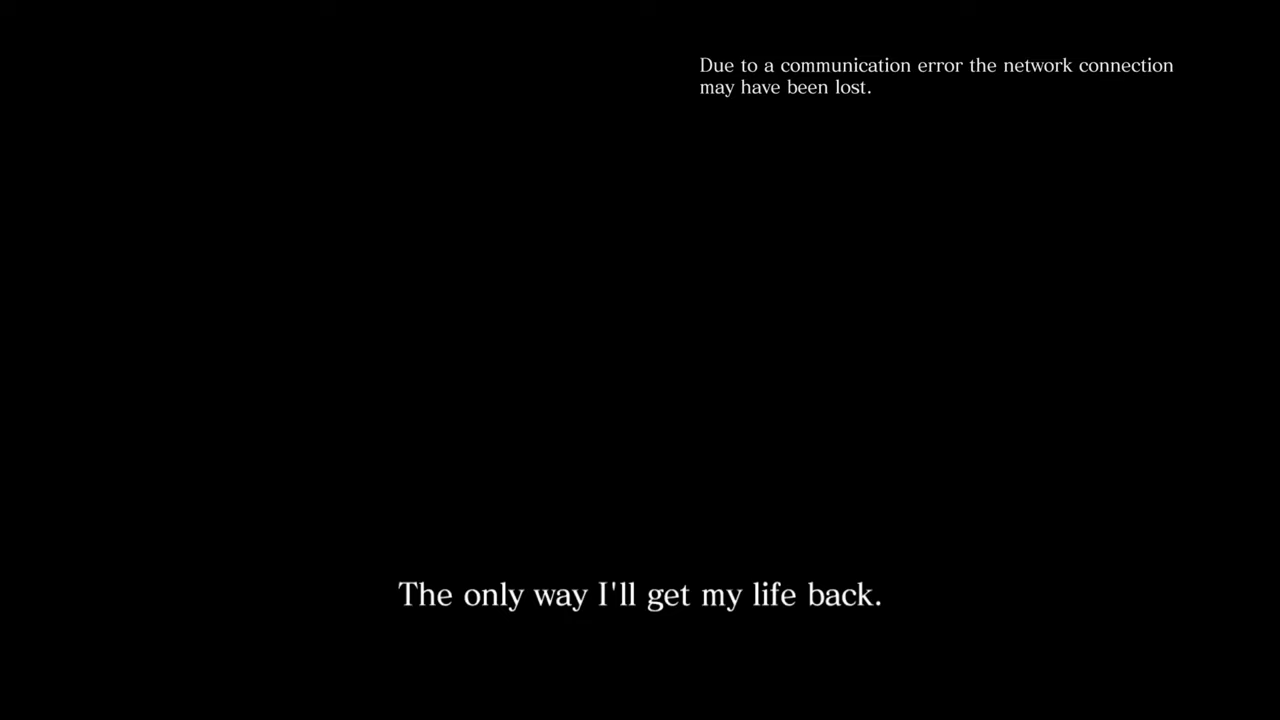 Due to a communication error the network connection
may have been lost.
The only way I'll get my life back.